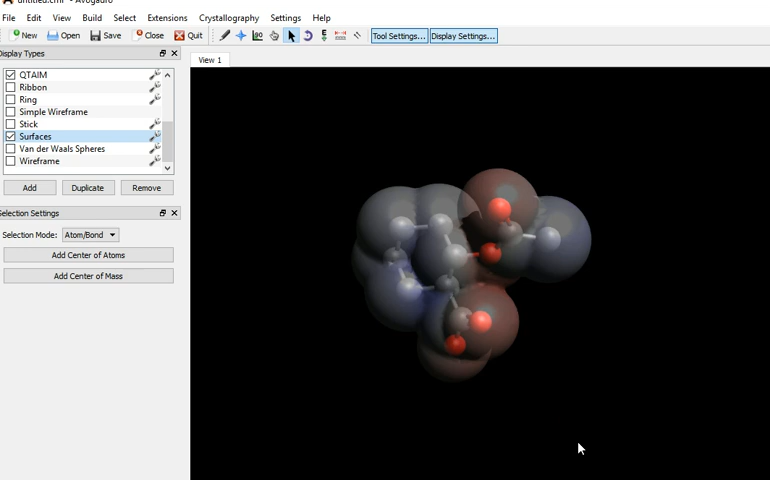 untitled.cml - Avogadro
File Edit View Build Select Extensions Crystallography Settings Help
New Open Save Close Quit Tool Settings... Display Settings...
Display Types
View 1
QTAIM
Ribbon
Ring
Simple Wireframe
Stick
Surfaces
Van der Waals Spheres
Wireframe
Add Duplicate Remove
Selection Settings
Selection Mode: Atom/Bond
Add Center of Atoms
Add Center of Mass